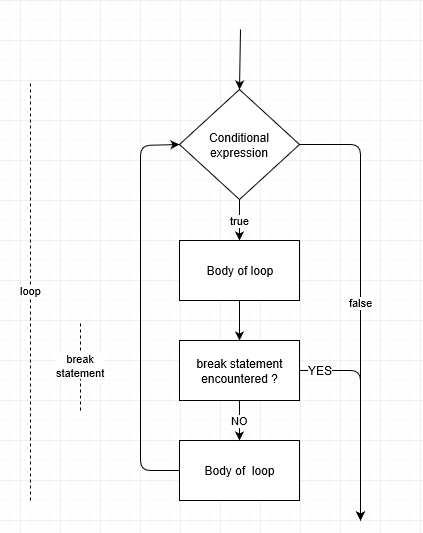 Conditional
expression
true
Body of loop
loop
false
break
statement
break statement
encountered ?
YES
NO
Body of  loop